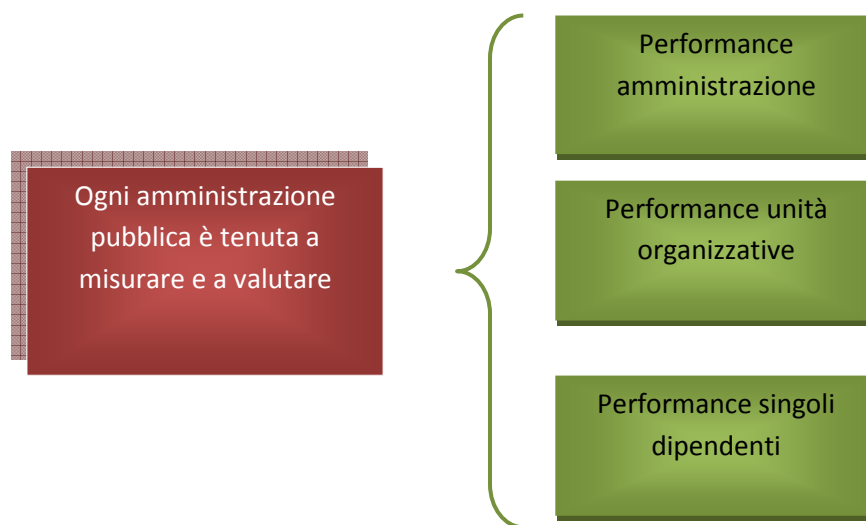 Ogni amministrazione
pubblica è tenuta a
misurare e a valutare
Performance
amministrazione
Performance unità
organizzative
Performance singoli
dipendenti